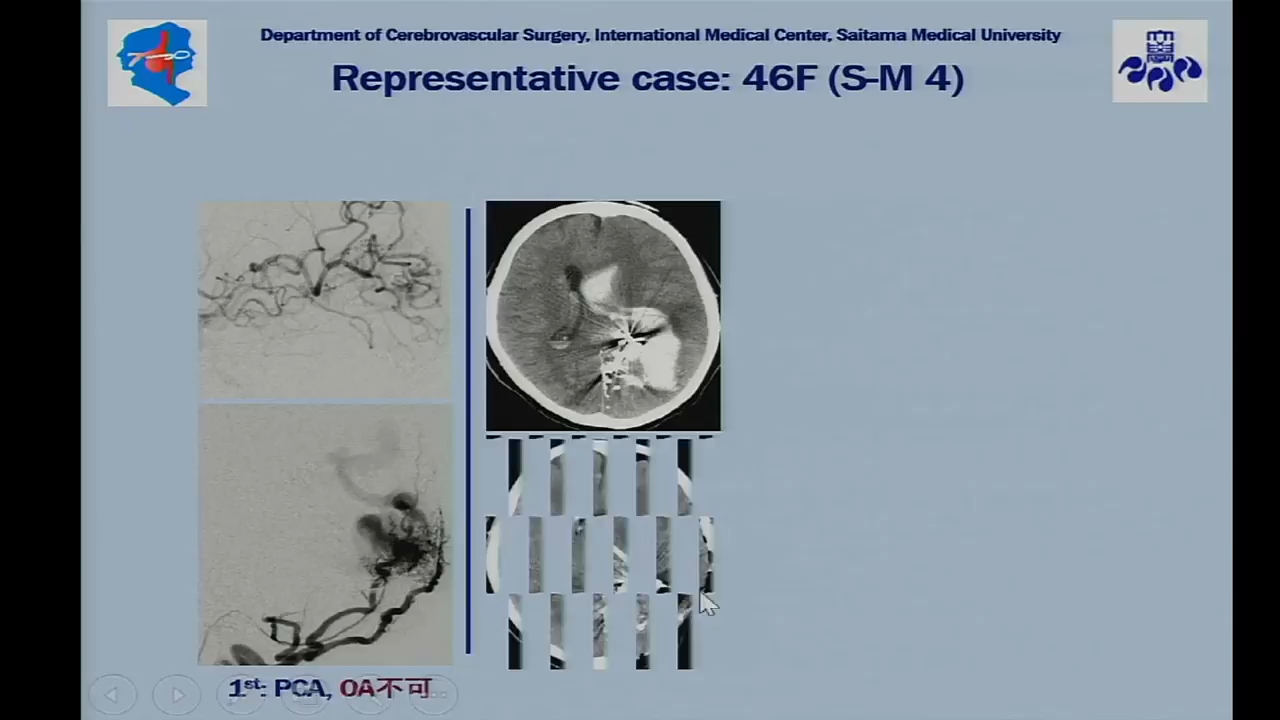 Department of Cerebrovascular Surgery, International Medical Center, Saitama Medical University
Representative case: 46F (S-M 4)
1st: PCA, OA不可